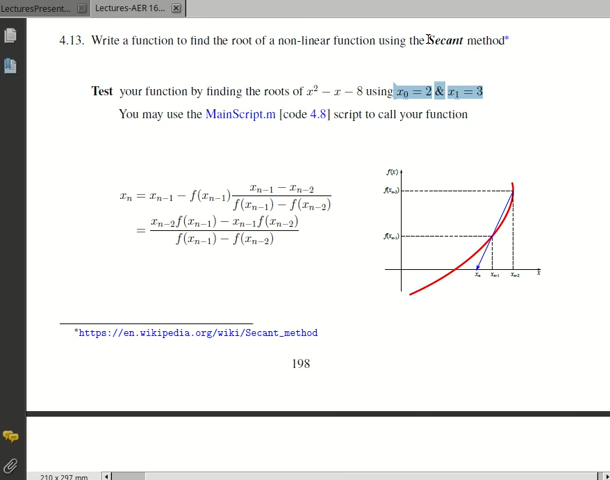 LecturesPresent...
Lectures-AER 16...
4.13. Write a function to find the root of a non-linear function using the Secant method*
Test your function by finding the roots of x² − x − 8 using x₀ = 2 & x₁ = 3
You may use the MainScript.m [code 4.8] script to call your function
xₙ = xₙ₋₁ − f(xₙ₋₁) (xₙ₋₁ − xₙ₋₂) / (f(xₙ₋₁) − f(xₙ₋₂))
= (xₙ₋₂f(xₙ₋₁) − xₙ₋₁f(xₙ₋₂)) / (f(xₙ₋₁) − f(xₙ₋₂))
f(x)
f(xₙ₋₂)
f(xₙ₋₁)
xₙ xₙ₋₁ xₙ₋₂ x
*https://en.wikipedia.org/wiki/Secant_method
198
210 x 297 mm